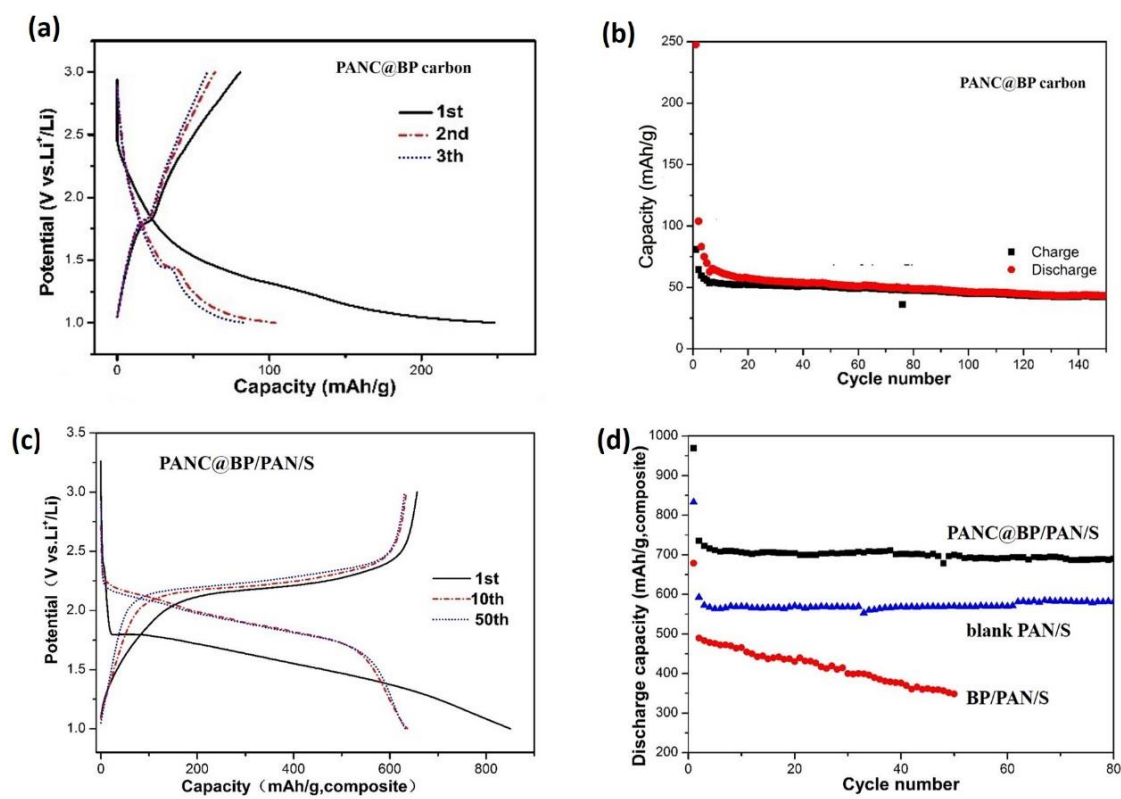 (a)
PANC@BP carbon
1st
2nd
3th
3.0
2.5
2.0
1.5
1.0
Potential (V vs.Li⁺/Li)
0 100 200
Capacity (mAh/g)
(b)
PANC@BP carbon
250
200
150
100
50
0
Capacity (mAh/g)
Charge
Discharge
0 20 40 60 80 100 120 140
Cycle number
(c)
PANC@BP/PAN/S
3.5
3.0
2.5
2.0
1.5
1.0
Potential (V vs.Li⁺/Li)
1st
10th
50th
0 200 400 600 800
Capacity (mAh/g,composite)
(d)
1000
900
800
700
600
500
400
300
200
Discharge capacity (mAh/g,composite)
PANC@BP/PAN/S
blank PAN/S
BP/PAN/S
0 20 40 60 80
Cycle number